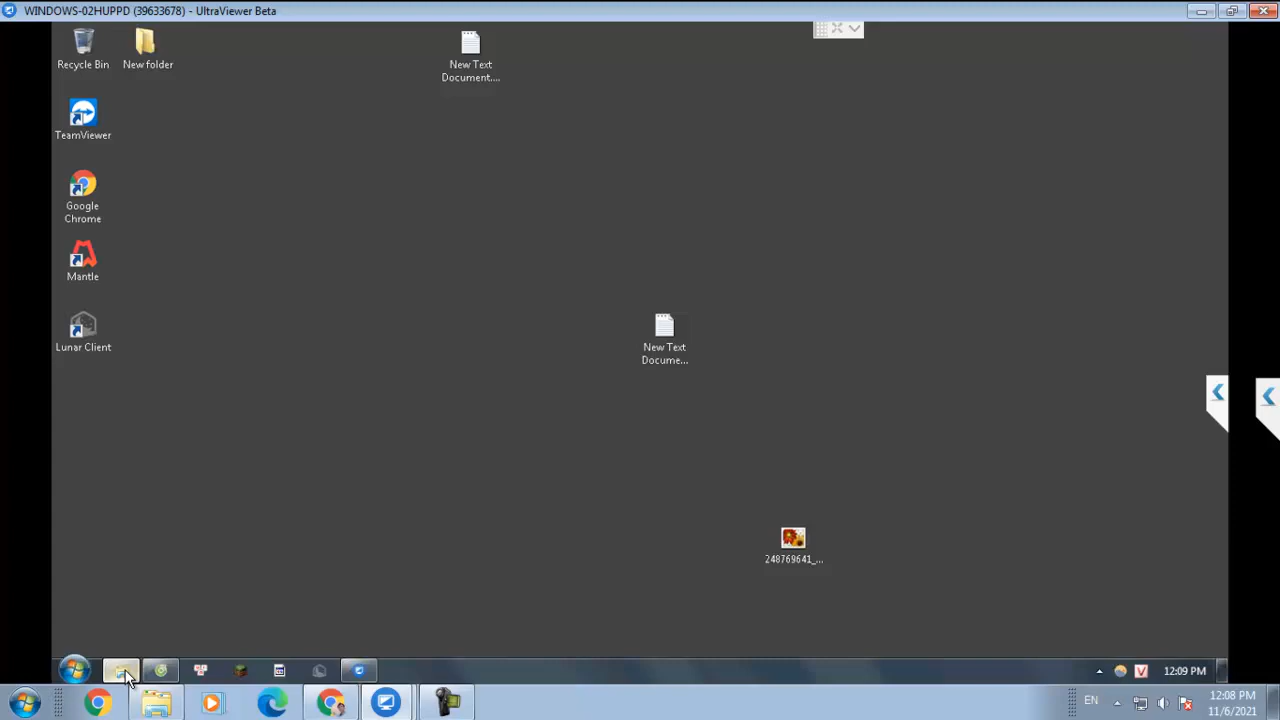 WINDOWS-02HUPPD (39633678) - UltraViewer Beta
Recycle Bin
New folder
New Text
Document....
TeamViewer
Google
Chrome
Mantle
Lunar Client
New Text
Docume...
248769641_...
V
12:09 PM
EN
12:08 PM
11/6/2021